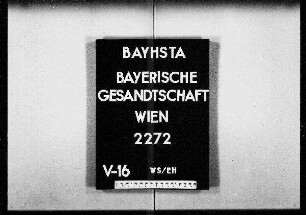 BAYHSTA
BAYERISCHE
GESANDTSCHAFT
WIEN
2272
V-16 WS/EH